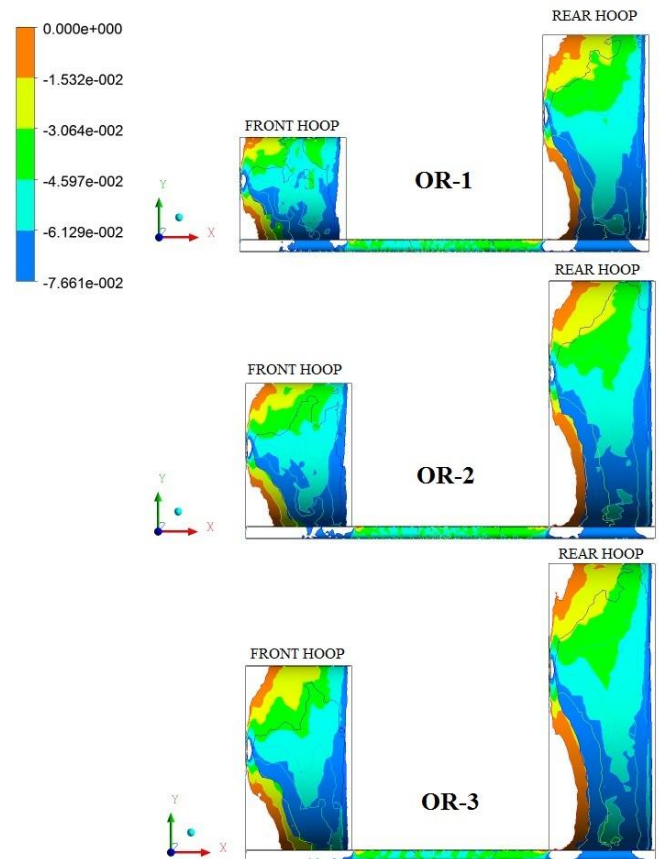 0.000e+000
-1.532e-002
-3.064e-002
-4.597e-002
-6.129e-002
-7.661e-002
REAR HOOP
FRONT HOOP
OR-1
Y
Z
X
REAR HOOP
FRONT HOOP
OR-2
Y
Z
X
REAR HOOP
FRONT HOOP
OR-3
Y
Z
X